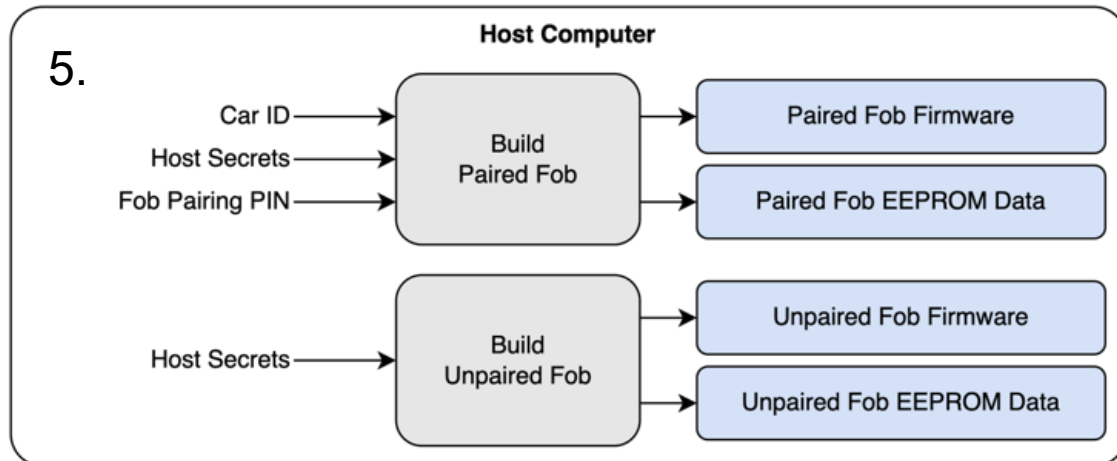 Host Computer
5.
Car ID
Host Secrets
Fob Pairing PIN
Build
Paired Fob
Paired Fob Firmware
Paired Fob EEPROM Data
Host Secrets
Build
Unpaired Fob
Unpaired Fob Firmware
Unpaired Fob EEPROM Data